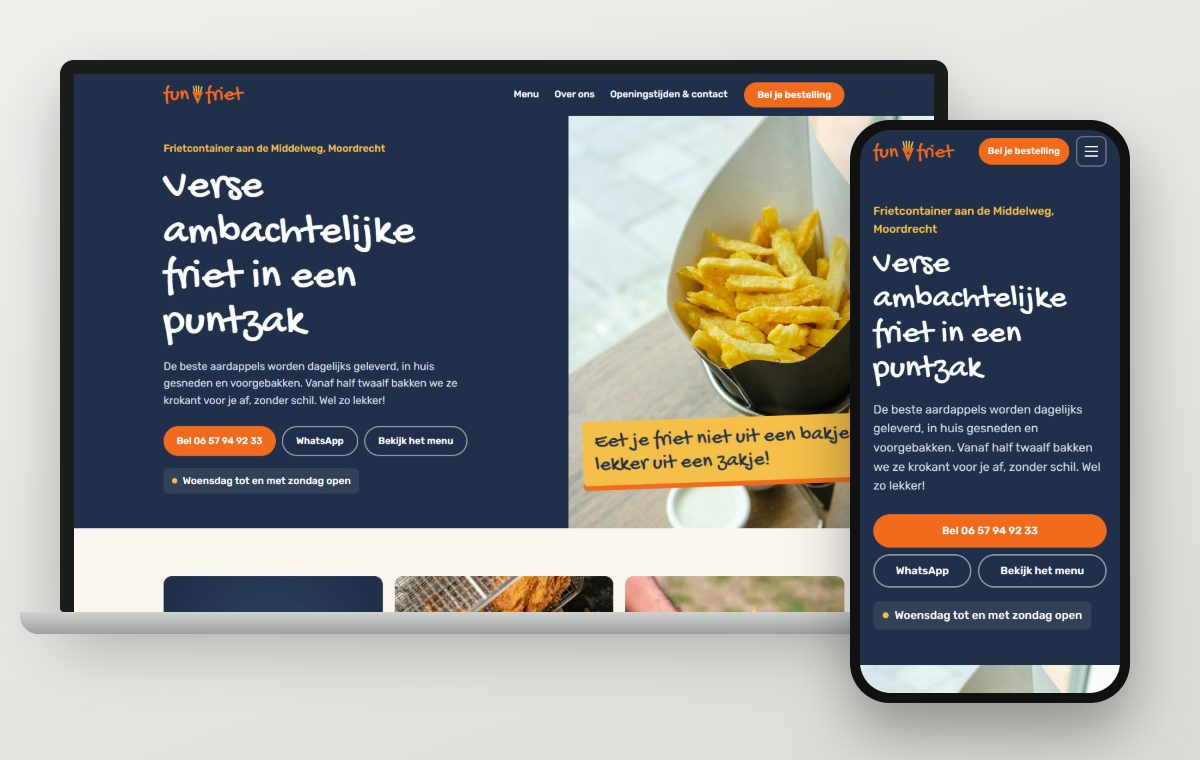 fun friet
Menu Over ons Openingstijden & contact Bel je bestelling
Frietcontainer aan de Middelweg, Moordrecht
Verse
ambachtelijke
friet in een
puntzak
De beste aardappels worden dagelijks geleverd, in huis
gesneden en voorgebakken. Vanaf half twaalf bakken we ze
krokant voor je af, zonder schil. Wel zo lekker!
Bel 06 57 94 92 33 WhatsApp Bekijk het menu
Woensdag tot en met zondag open
Eet je friet niet uit een bakje
lekker uit een zakje!
fun friet Bel je bestelling
Frietcontainer aan de Middelweg,
Moordrecht
Verse
ambachtelijke
friet in een
puntzak
De beste aardappels worden dagelijks
geleverd, in huis gesneden en
voorgebakken. Vanaf half twaalf bakken
we ze krokant voor je af, zonder schil. Wel
zo lekker!
Bel 06 57 94 92 33
WhatsApp Bekijk het menu
Woensdag tot en met zondag open